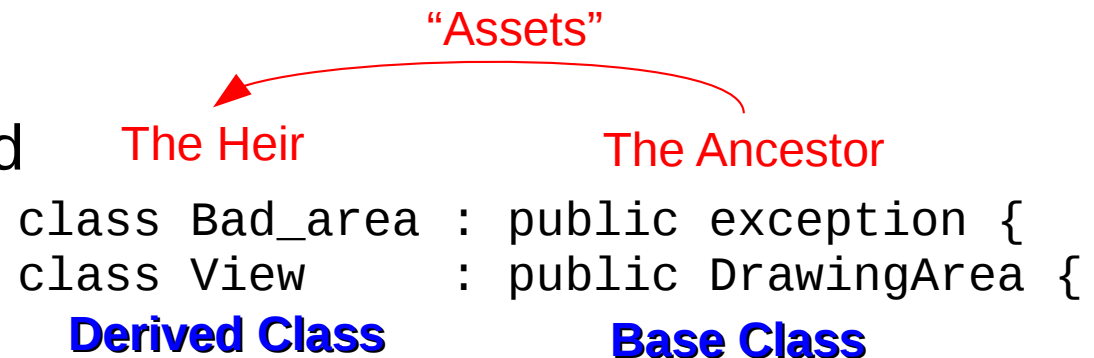 “Assets”
d The Heir The Ancestor
class Bad_area : public exception {
class View : public DrawingArea {
Derived Class Base Class